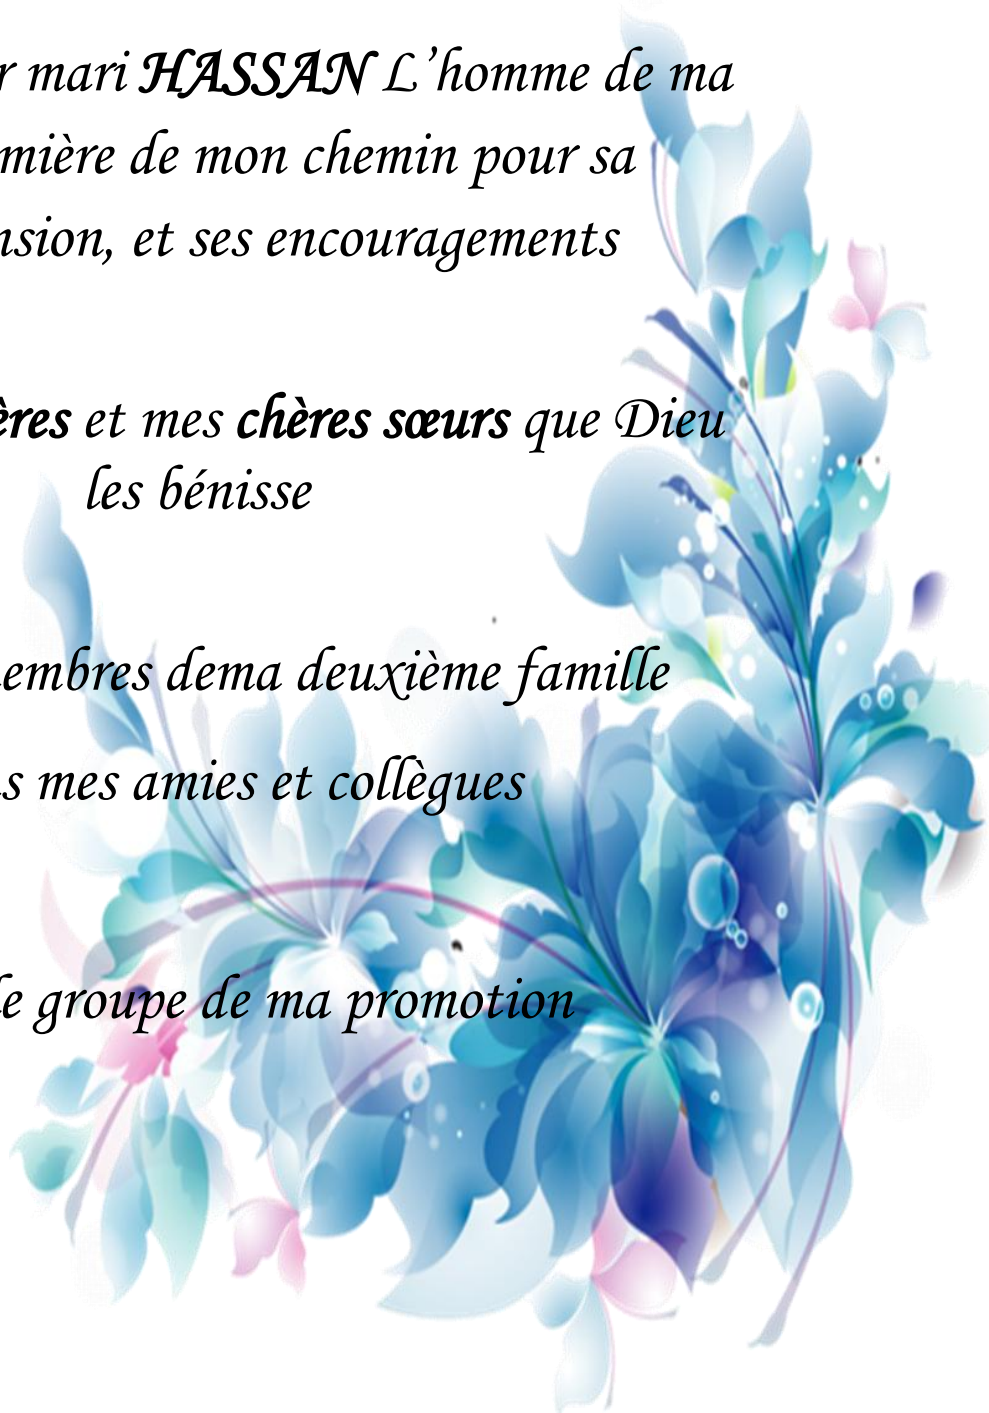 r mari HASSAN L’homme de ma
mière de mon chemin pour sa
nsion, et ses encouragements
ères et mes chères sœurs que Dieu
les bénisse
embres dema deuxième famille
s mes amies et collègues
le groupe de ma promotion